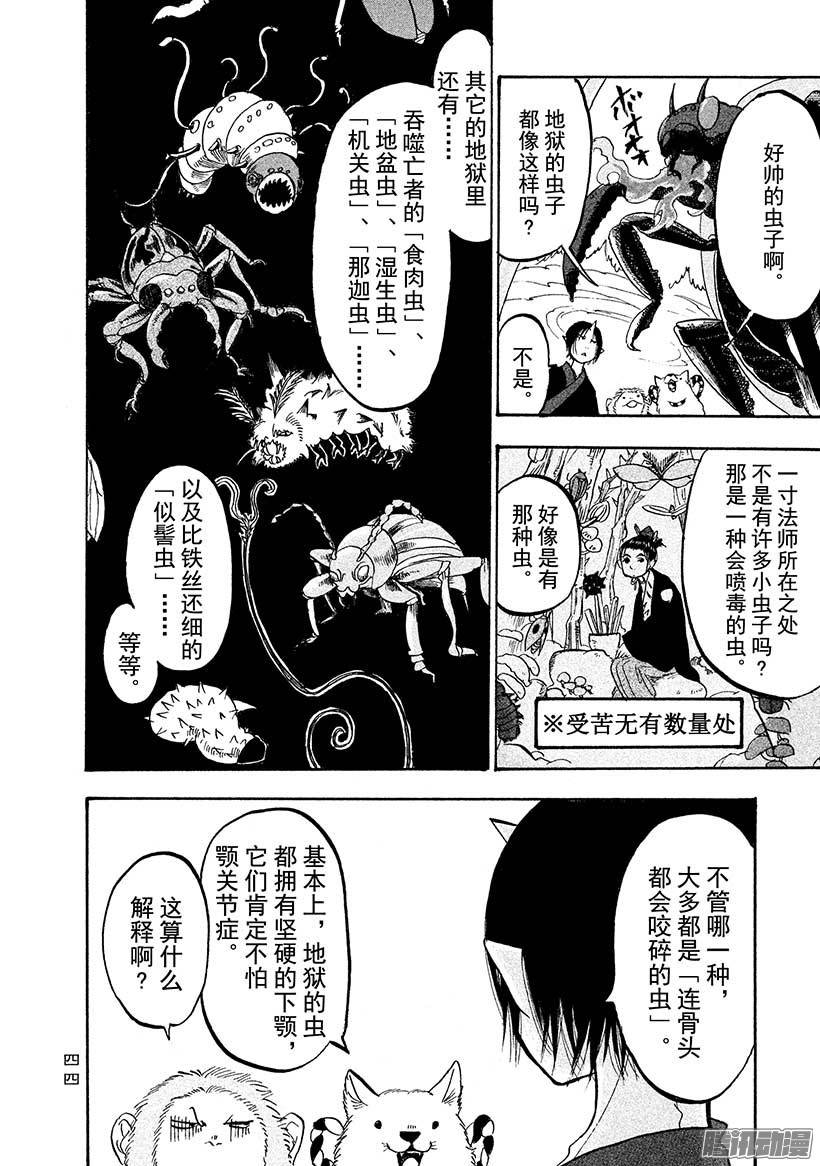 好帅的虫子啊。
ボオォォ
地狱的虫子
都像这样吗？
不是。
一寸法师所在之处
不是有许多小虫子吗？
那是一种会喷毒的虫。
好像是有
那种虫。
※受苦无有数量处
其它的地狱里
还有……
吞噬亡者的「食肉虫」、
「地盆虫」、「湿生虫」、
「机关虫」、「那迦虫」……
以及比铁丝还细的
「似髻虫」……
等等。
不管哪一种，
大多都是「连骨头
都会咬碎的虫」。
基本上，地狱的虫
都拥有坚硬的下颚，
它们肯定不怕
颚关节症。
这算什么
解释啊？
四四
腾讯动漫